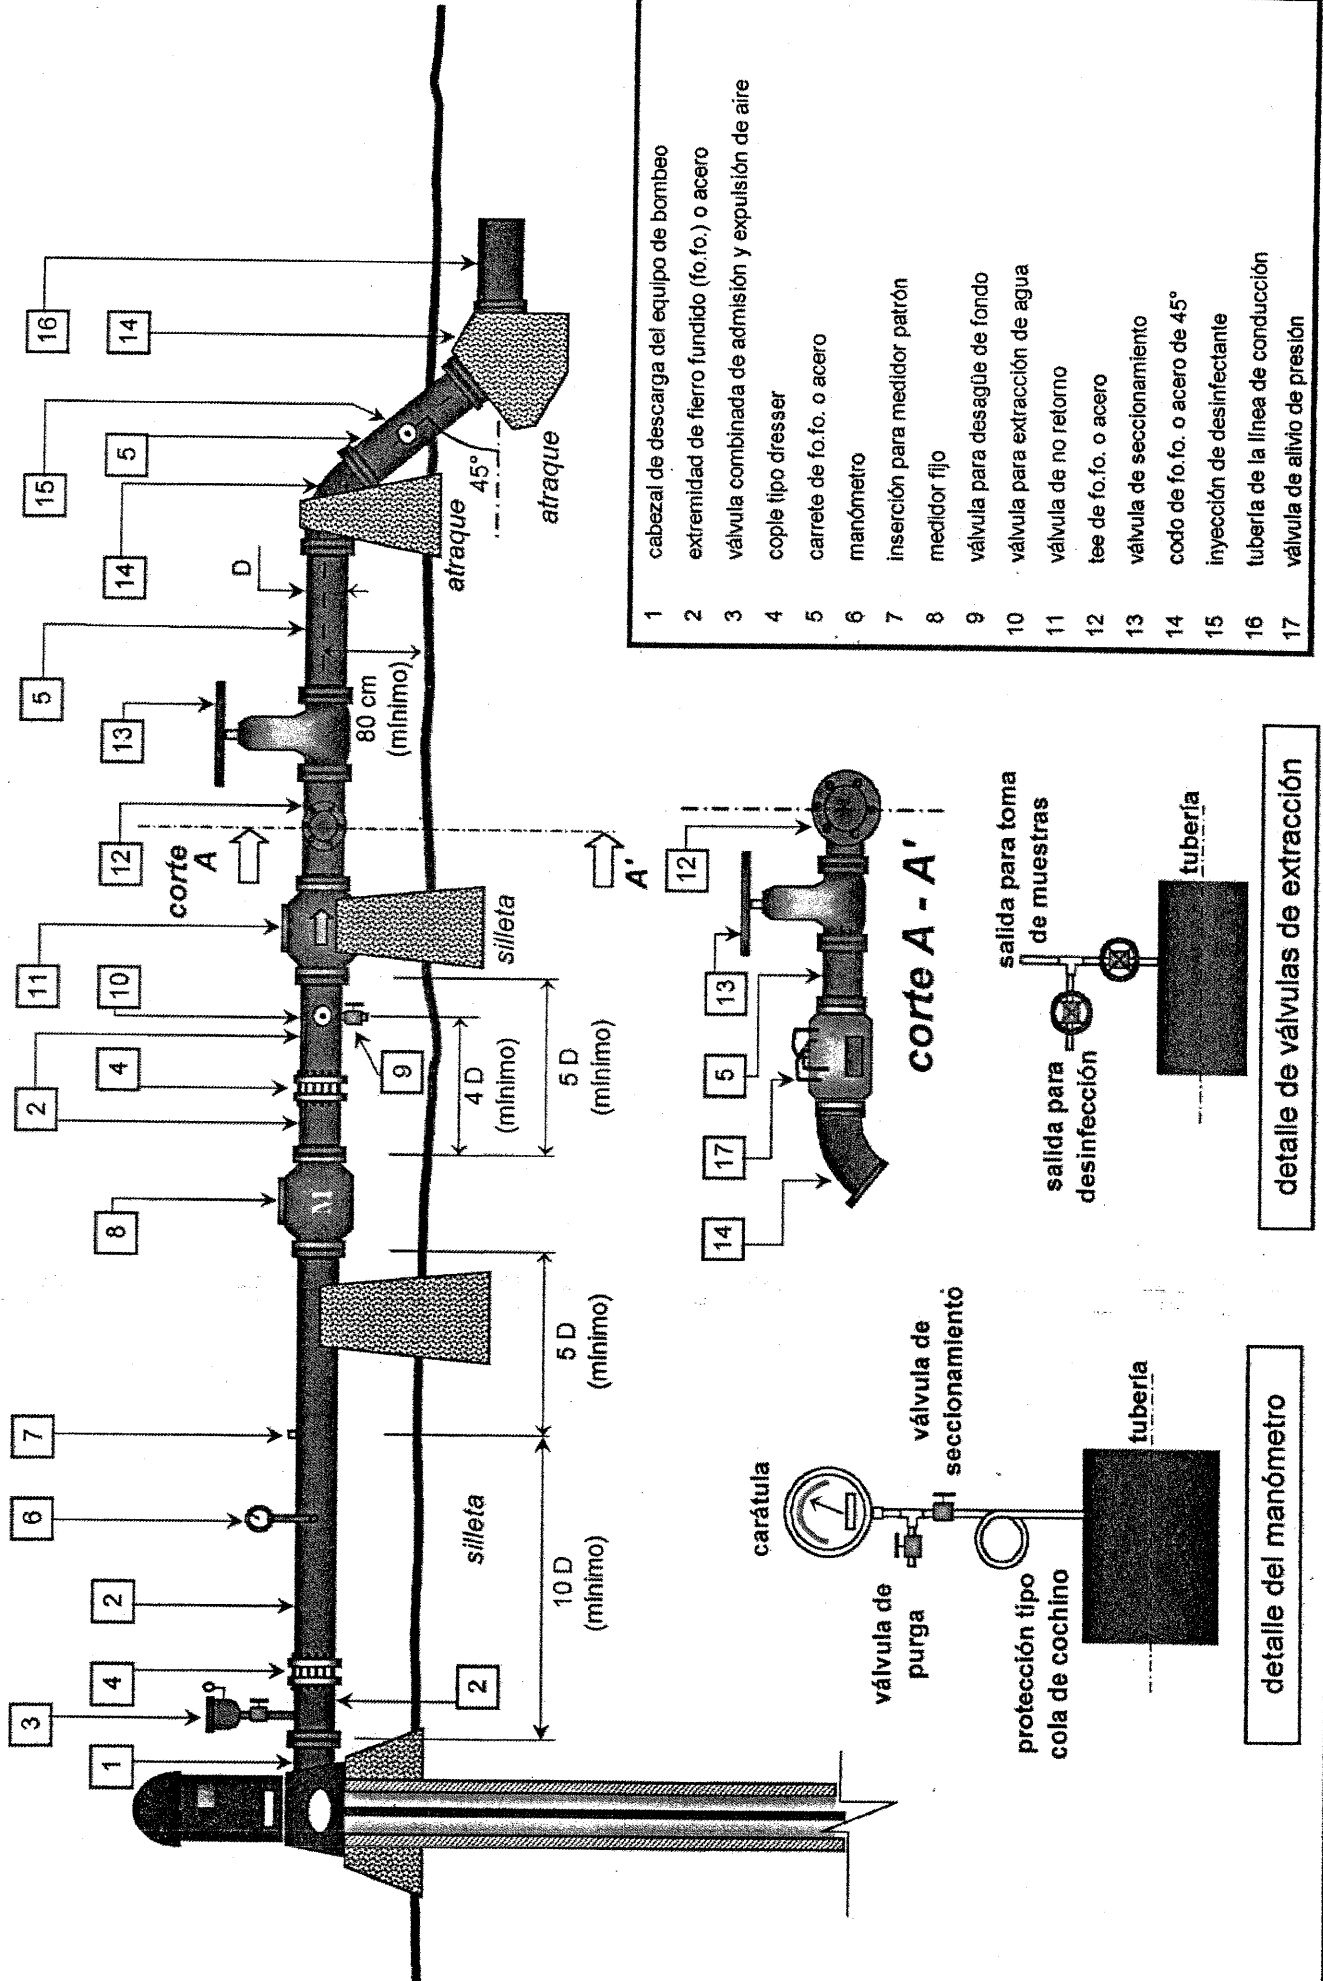 3
7
6
2
4
1
8
2
4
10
11
2
12
13
5
14
15
5
14
16
D
corte
A
A'
9
2
silleta
silleta
atraque
45°
atraque
80 cm
(mínimo)
4 D
(mínimo)
5 D
(mínimo)
5 D
(mínimo)
10 D
(mínimo)
M
14
17
5
13
12
corte A - A'
carátula
válvula de
purga
válvula de
seccionamiento
protección tipo
cola de cochino
tubería
detalle del manómetro
salida para toma
de muestras
salida para
desinfección
tubería
detalle de válvulas de extracción
1 cabezal de descarga del equipo de bombeo
2 extremidad de fierro fundido (fo.fo.) o acero
3 válvula combinada de admisión y expulsión de aire
4 cople tipo dresser
5 carrete de fo.fo. o acero
6 manómetro
7 inserción para medidor patrón
8 medidor fijo
9 válvula para desagüe de fondo
10 válvula para extracción de agua
11 válvula de no retorno
12 tee de fo.fo. o acero
13 válvula de seccionamiento
14 codo de fo.fo. o acero de 45°
15 inyección de desinfectante
16 tubería de la línea de conducción
17 válvula de alivio de presión